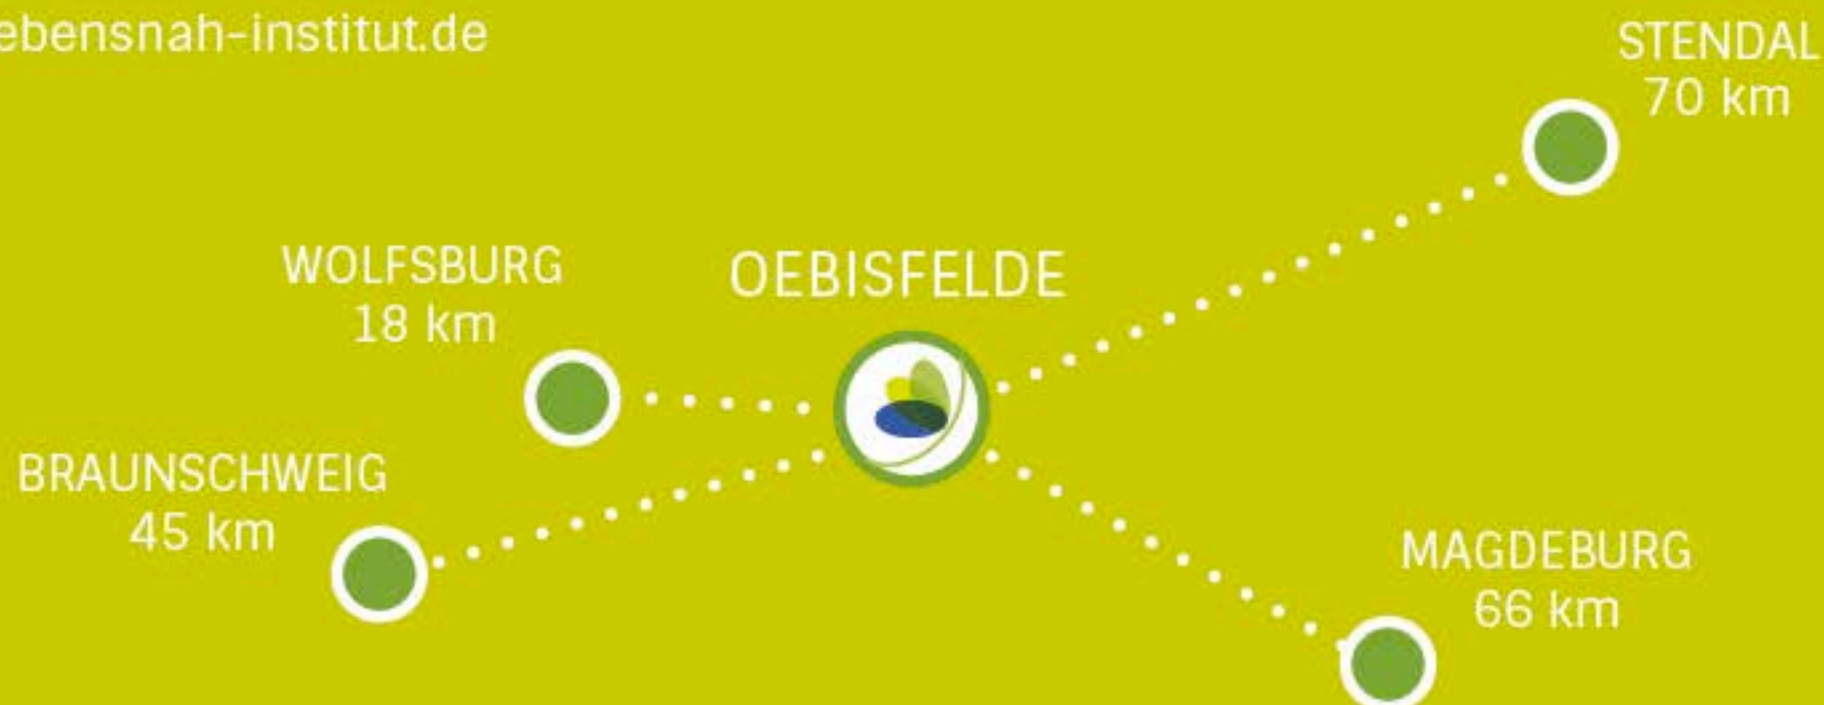 ebensnah-institut.de
STENDAL
70 km
WOLFSBURG
18 km
OEBISFELDE
BRAUNSCHWEIG
45 km
MAGDEBURG
66 km